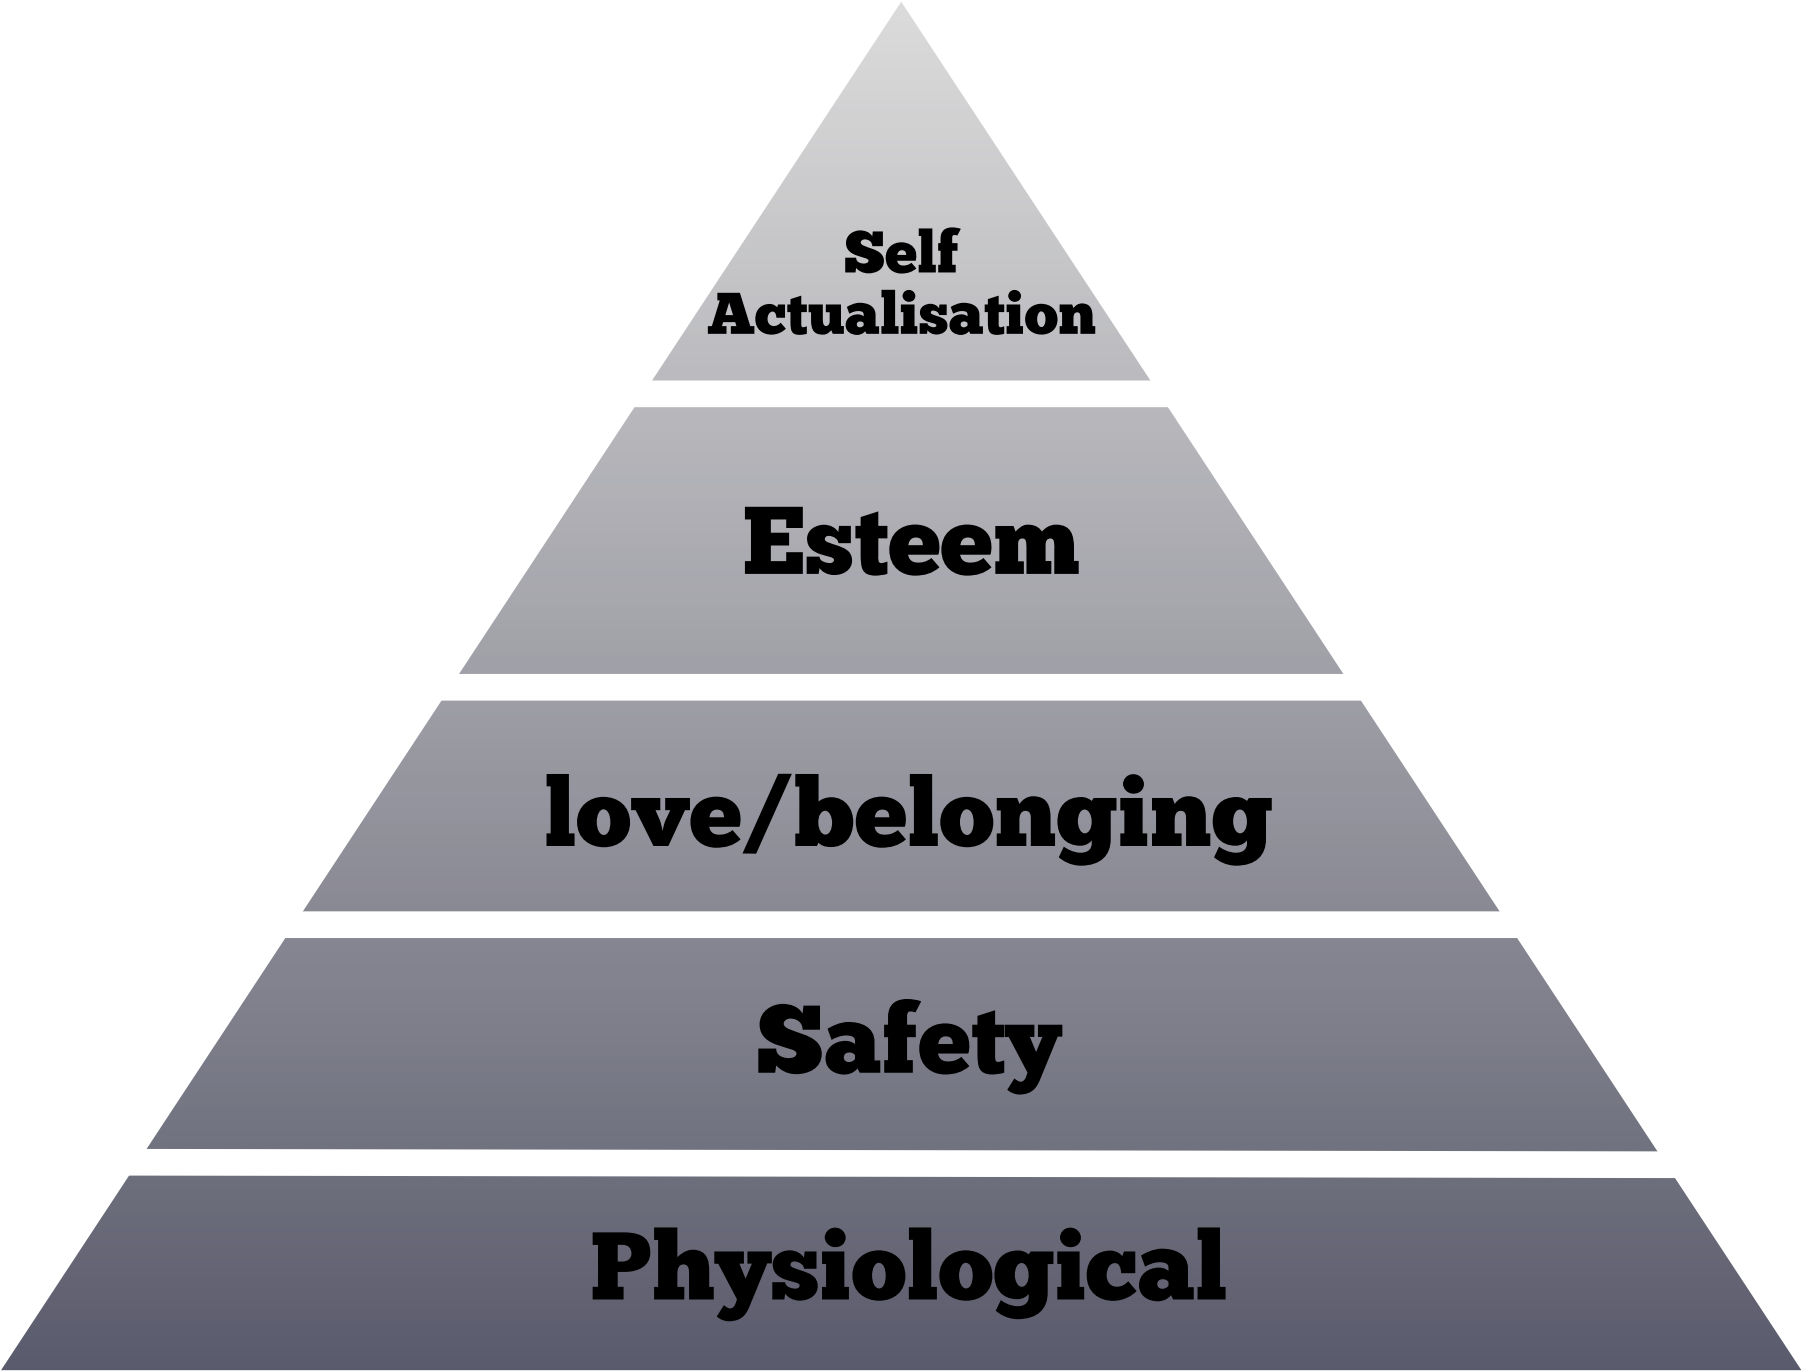 Self
Actualisation
Esteem
love/belonging
Safety
Physiological